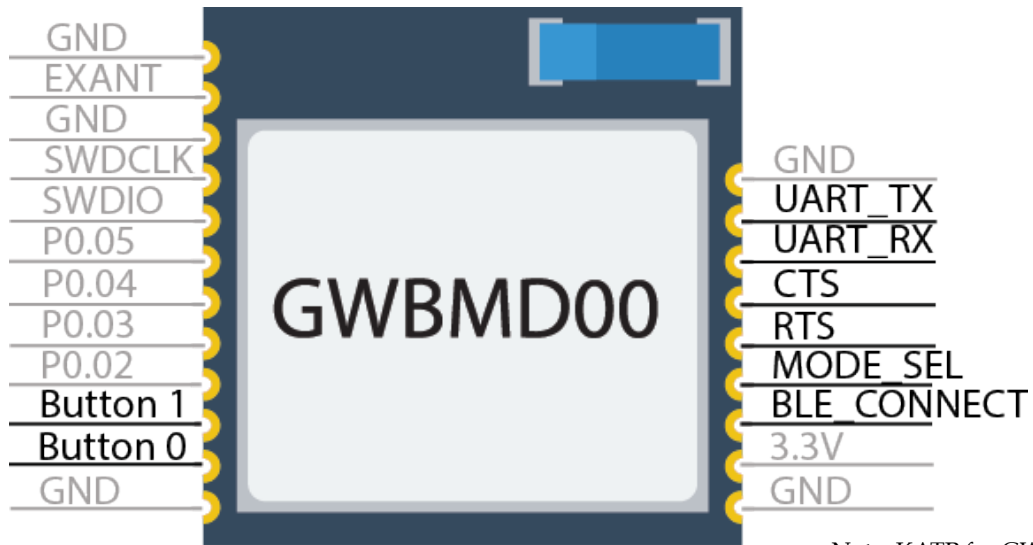 GND
EXANT
GND
SWDCLK
SWDIO
P0.05
P0.04
P0.03
P0.02
Button 1
Button 0
GND
GWBMD00
GND
UART_TX
UART_RX
CTS
RTS
MODE_SEL
BLE_CONNECT
3.3V
GND